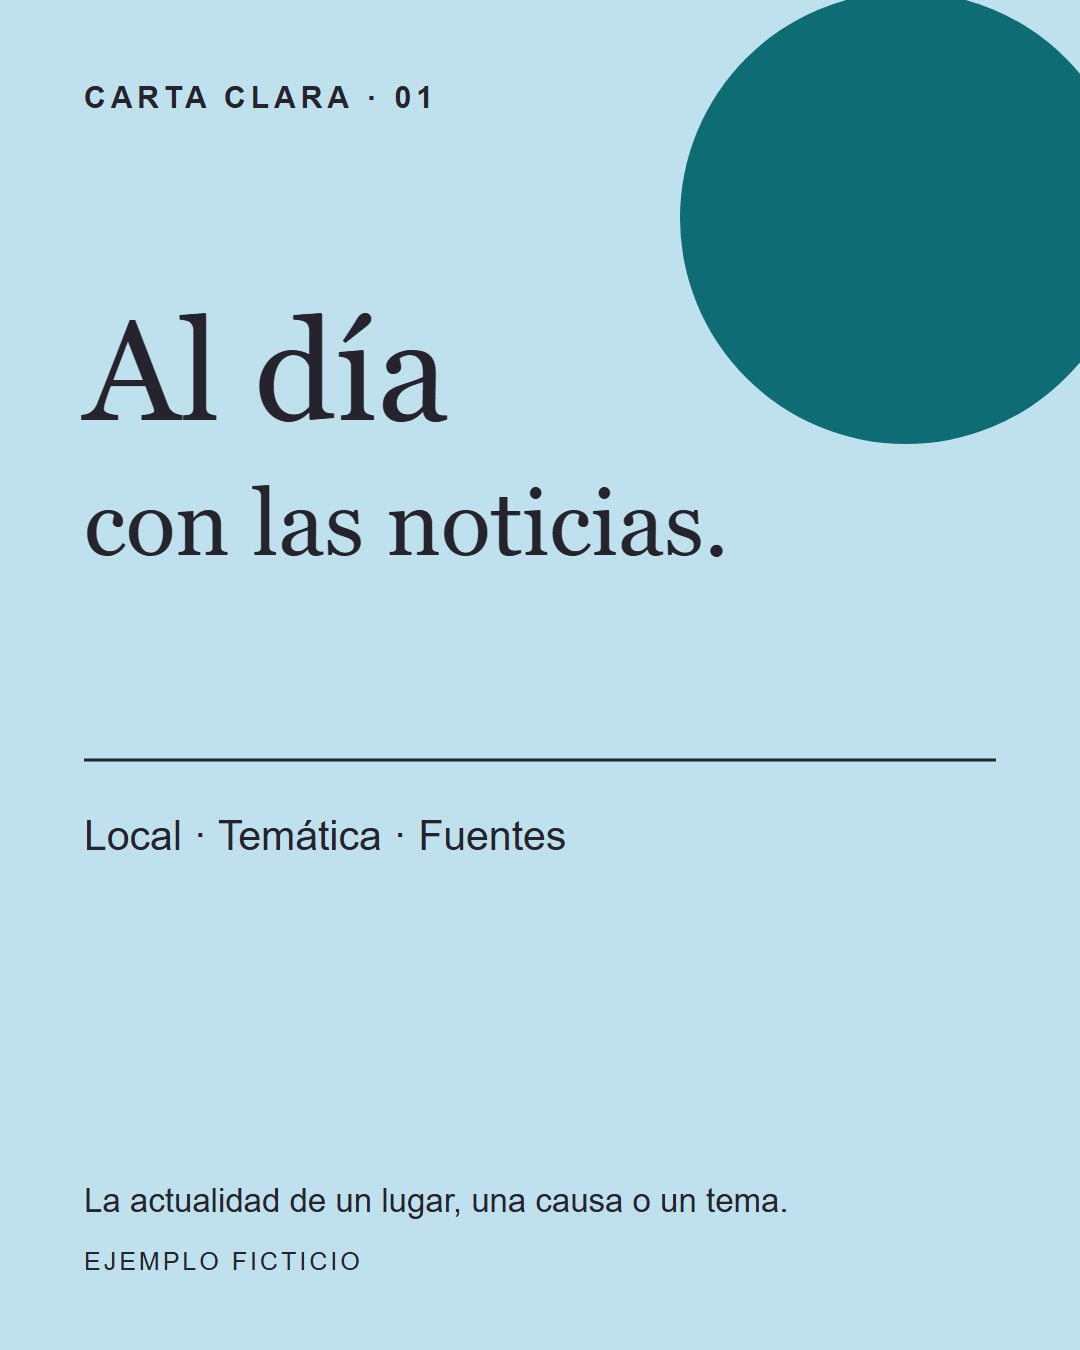 CARTA CLARA · 01
Al día
con las noticias.
Local · Temática · Fuentes
La actualidad de un lugar, una causa o un tema.
EJEMPLO FICTICIO